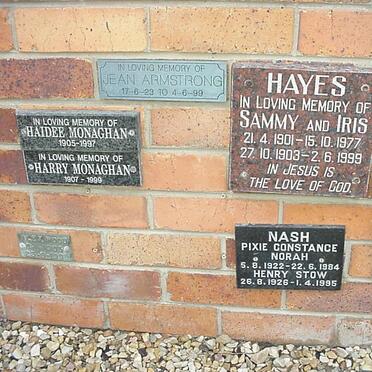 IN LOVING MEMORY OF
JEAN ARMSTRONG
17-6-23 TO 4-6-99
HAYES
IN LOVING MEMORY OF
SAMMY AND IRIS
21.4.1901-15.10.1977
27.10.1903-2.6.1999
IN JESUS IS
THE LOVE OF GOD.
IN LOVING MEMORY OF
HAIDEE MONAGHAN
1905-1997
IN LOVING MEMORY OF
HARRY MONAGHAN
1907-1999
NASH
PIXIE CONSTANCE
NORAH
5.8.1922-22.6.1984
HENRY STOW
26.8.1926-1.4.1995